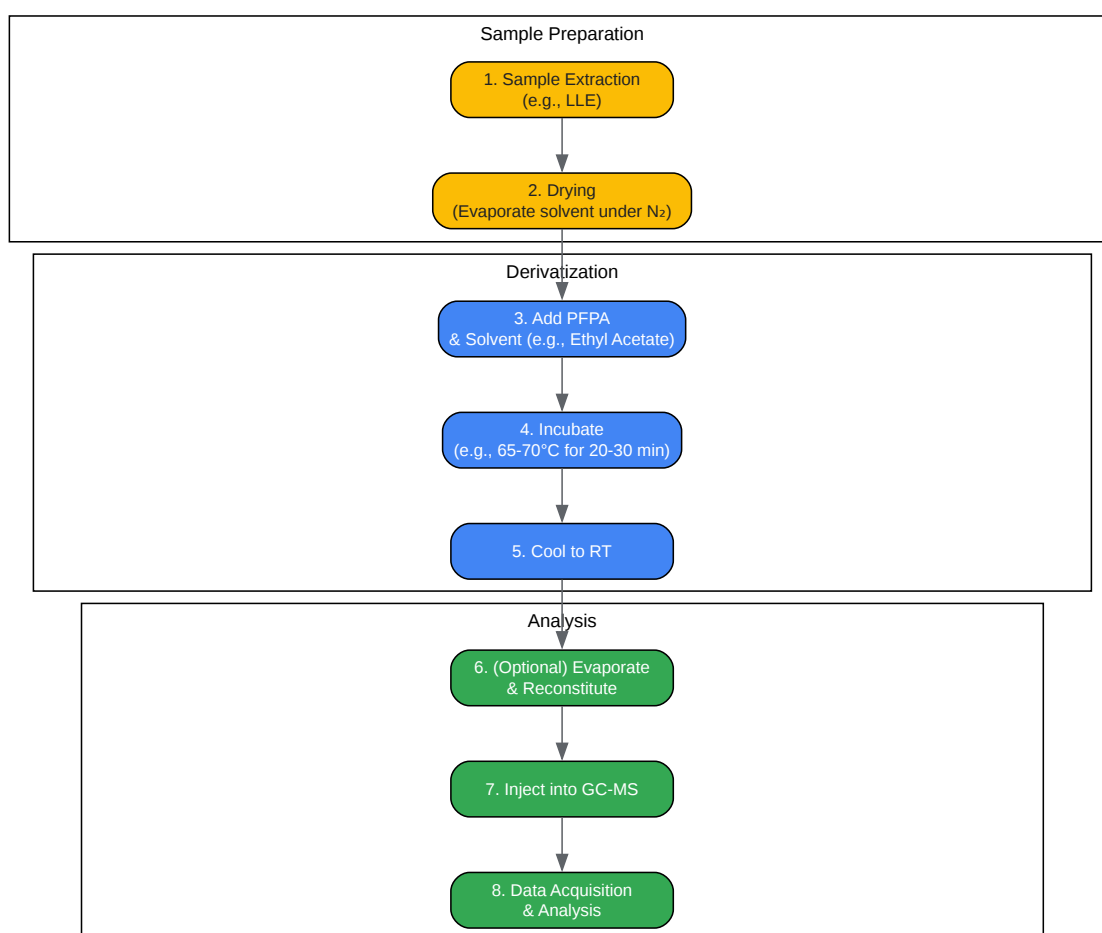 Sample Preparation
1. Sample Extraction
(e.g., LLE)
2. Drying
(Evaporate solvent under N₂)
Derivatization
3. Add PFPA
& Solvent (e.g., Ethyl Acetate)
4. Incubate
(e.g., 65-70°C for 20-30 min)
5. Cool to RT
Analysis
6. (Optional) Evaporate
& Reconstitute
7. Inject into GC-MS
8. Data Acquisition
& Analysis